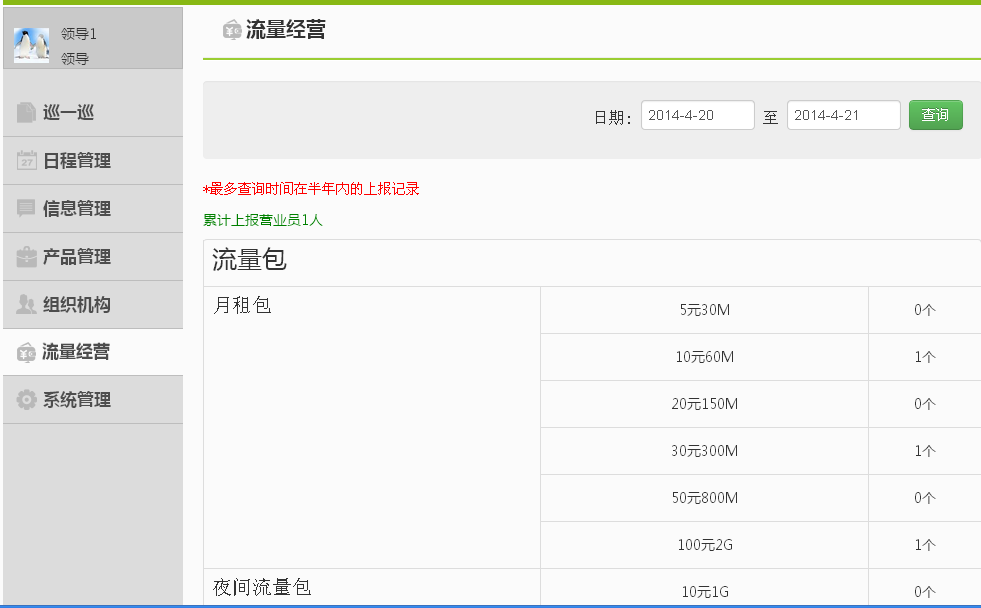 领导1
领导
巡一巡
27
日程管理
信息管理
产品管理
组织机构
流量经营
系统管理
流量经营
日期： 2014-4-20 至 2014-4-21 查询
*最多查询时间在半年内的上报记录
累计上报营业员1人
流量包
月租包 5元30M 0个
10元60M 1个
20元150M 0个
30元300M 1个
50元800M 0个
100元2G 1个
夜间流量包 10元1G 0个